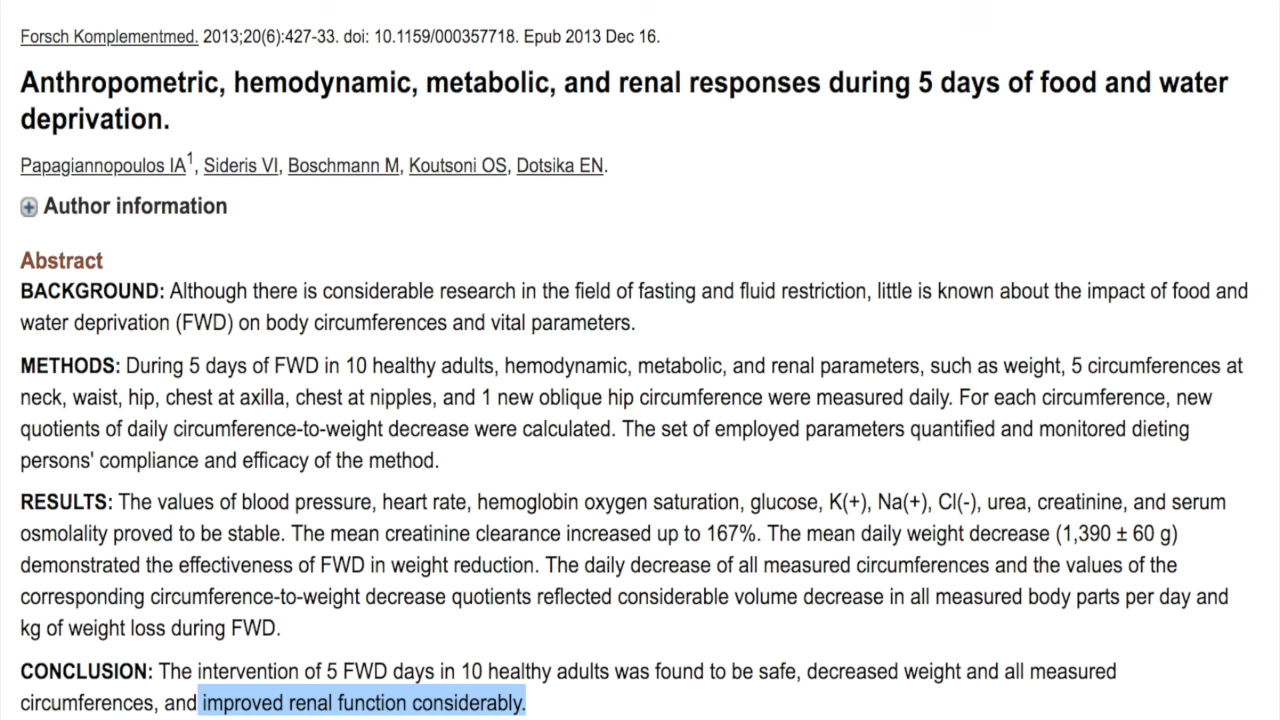 Forsch Komplementmed. 2013;20(6):427-33. doi: 10.1159/000357718. Epub 2013 Dec 16.
Anthropometric, hemodynamic, metabolic, and renal responses during 5 days of food and water
deprivation.
Papagiannopoulos IA1, Sideris VI, Boschmann M, Koutsoni OS, Dotsika EN.
Author information
Abstract
BACKGROUND: Although there is considerable research in the field of fasting and fluid restriction, little is known about the impact of food and
water deprivation (FWD) on body circumferences and vital parameters.
METHODS: During 5 days of FWD in 10 healthy adults, hemodynamic, metabolic, and renal parameters, such as weight, 5 circumferences at
neck, waist, hip, chest at axilla, chest at nipples, and 1 new oblique hip circumference were measured daily. For each circumference, new
quotients of daily circumference-to-weight decrease were calculated. The set of employed parameters quantified and monitored dieting
persons' compliance and efficacy of the method.
RESULTS: The values of blood pressure, heart rate, hemoglobin oxygen saturation, glucose, K(+), Na(+), Cl(-), urea, creatinine, and serum
osmolality proved to be stable. The mean creatinine clearance increased up to 167%. The mean daily weight decrease (1,390 ± 60 g)
demonstrated the effectiveness of FWD in weight reduction. The daily decrease of all measured circumferences and the values of the
corresponding circumference-to-weight decrease quotients reflected considerable volume decrease in all measured body parts per day and
kg of weight loss during FWD.
CONCLUSION: The intervention of 5 FWD days in 10 healthy adults was found to be safe, decreased weight and all measured
circumferences, and improved renal function considerably.